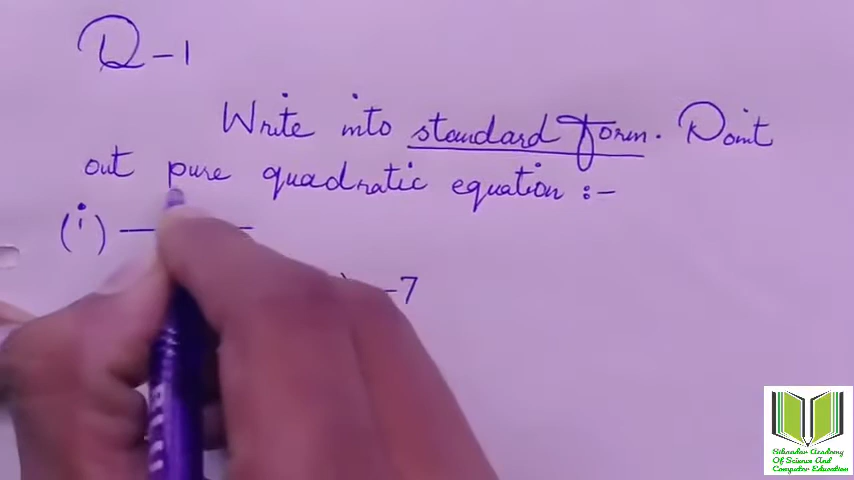 Q-1
Write into standard form. Point
out pure quadratic equation :-
(i) —
-7
Sikandar Academy
Of Science And
Computer Education